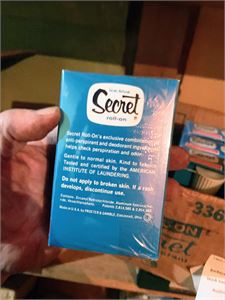 Secret
roll-on
Secret Roll-On's exclusive combination of
anti-perspirant and deodorant ingredients
helps check perspiration and odor.
Gentle to normal skin. Kind to fabrics.
Tested and certified by the AMERICAN
INSTITUTE OF LAUNDERING.
Do not apply to broken skin. If a rash
develops, discontinue use.
Made in U.S.A. by PROCTER & GAMBLE, Cincinnati, Ohio
336